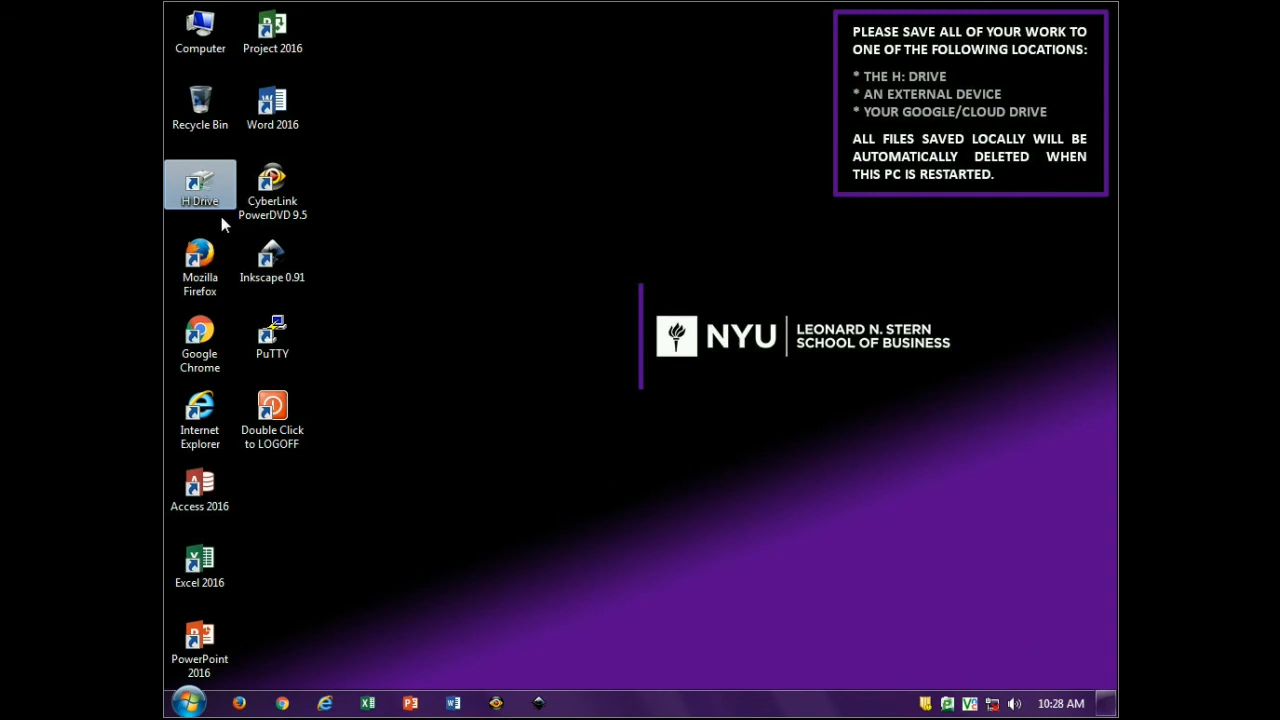 Computer
Project 2016
Recycle Bin
Word 2016
H Drive
CyberLink
PowerDVD 9.5
Mozilla
Firefox
Inkscape 0.91
Google
Chrome
PuTTY
Internet
Explorer
Double Click
to LOGOFF
Access 2016
Excel 2016
PowerPoint
2016
PLEASE SAVE ALL OF YOUR WORK TO
ONE OF THE FOLLOWING LOCATIONS:
* THE H: DRIVE
* AN EXTERNAL DEVICE
* YOUR GOOGLE/CLOUD DRIVE
ALL FILES SAVED LOCALLY WILL BE
AUTOMATICALLY DELETED WHEN
THIS PC IS RESTARTED.
NYU
LEONARD N. STERN
SCHOOL OF BUSINESS
10:28 AM